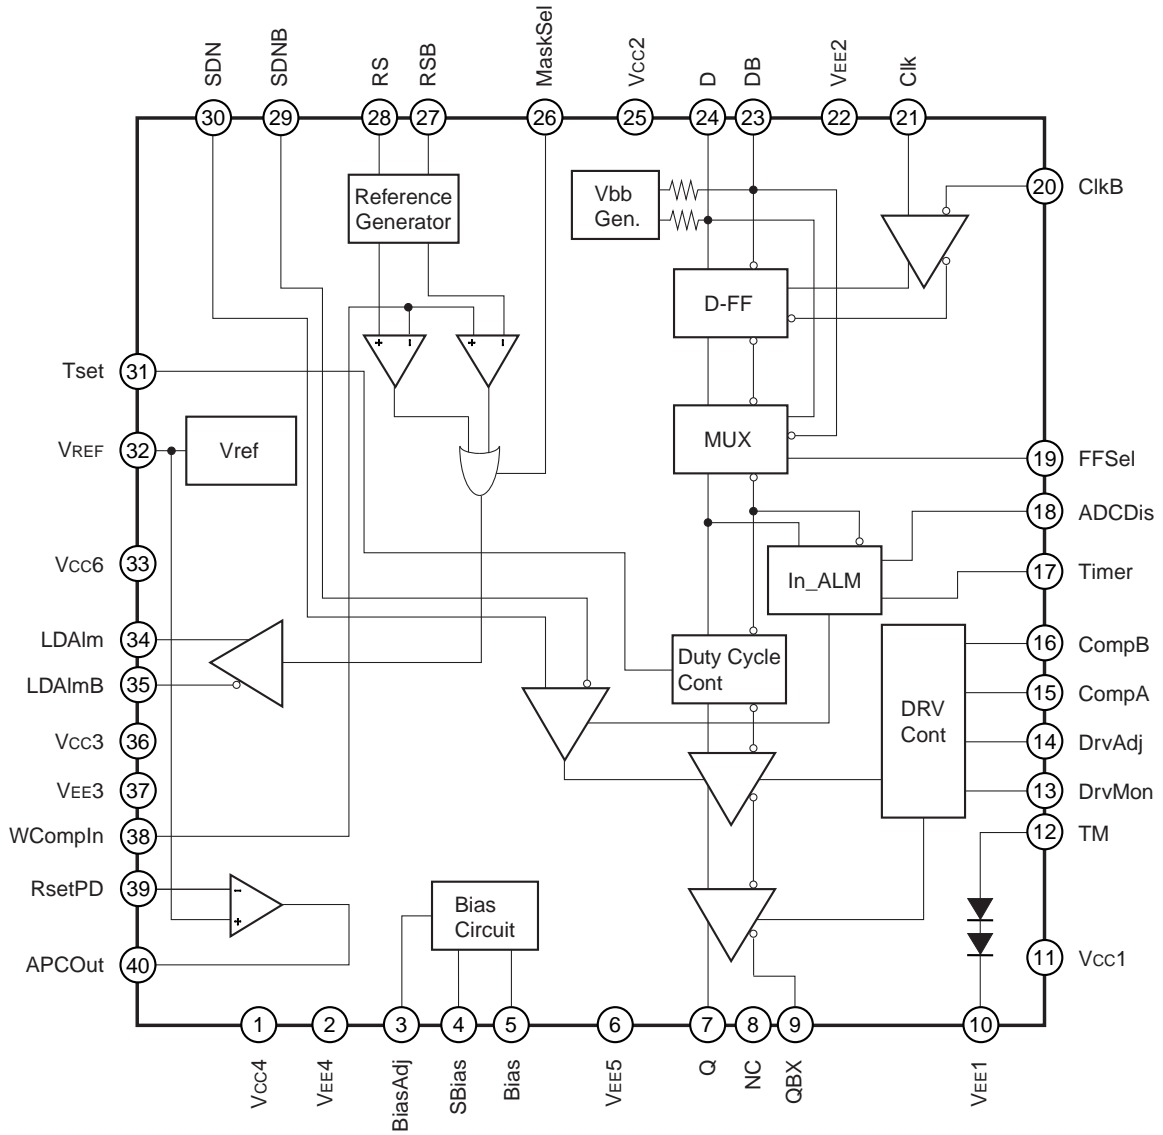 SDN
SDNB
RS
RSB
MaskSel
VCC2
D
DB
VEE2
Clk
30
29
28
27
26
25
24
23
22
21
20 ClkB
Reference
Generator
Vbb
Gen.
D-FF
+ -
+ -
Tset 31
MUX
VREF 32
Vref
19 FFSel
18 ADCDis
VCC6 33
In_ALM
17 Timer
LDAlm 34
LDAlmB 35
Duty Cycle
Cont
DRV
Cont
16 CompB
15 CompA
VCC3 36
14 DrvAdj
VEE3 37
13 DrvMon
WCompIn 38
12 TM
RsetPD 39
-
+
Bias
Circuit
APCOut 40
11 VCC1
1
2
3
4
5
6
7
8
9
10
VCC4
VEE4
BiasAdj
SBias
Bias
VEE5
Q
NC
QBX
VEE1